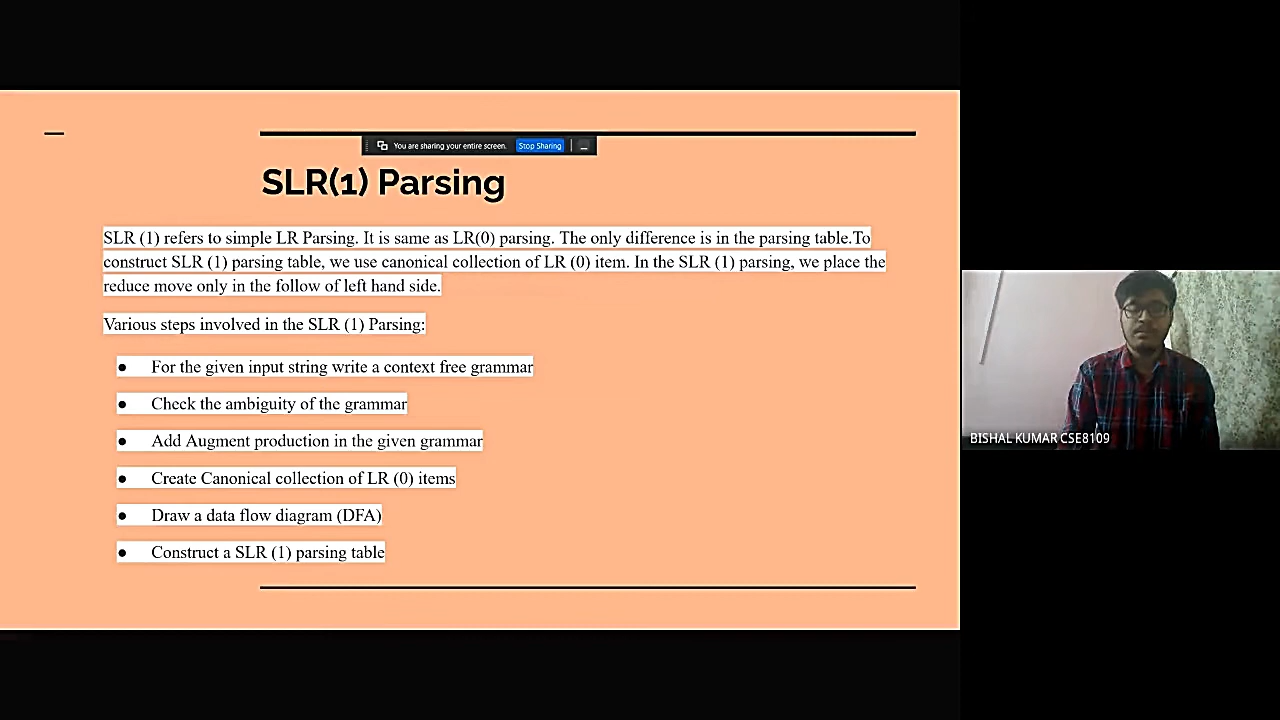 You are sharing your entire screen. Stop Sharing
SLR(1) Parsing
SLR (1) refers to simple LR Parsing. It is same as LR(0) parsing. The only difference is in the parsing table.To
construct SLR (1) parsing table, we use canonical collection of LR (0) item. In the SLR (1) parsing, we place the
reduce move only in the follow of left hand side.
Various steps involved in the SLR (1) Parsing:
● For the given input string write a context free grammar
● Check the ambiguity of the grammar
● Add Augment production in the given grammar
● Create Canonical collection of LR (0) items
● Draw a data flow diagram (DFA)
● Construct a SLR (1) parsing table
BISHAL KUMAR CSE8109